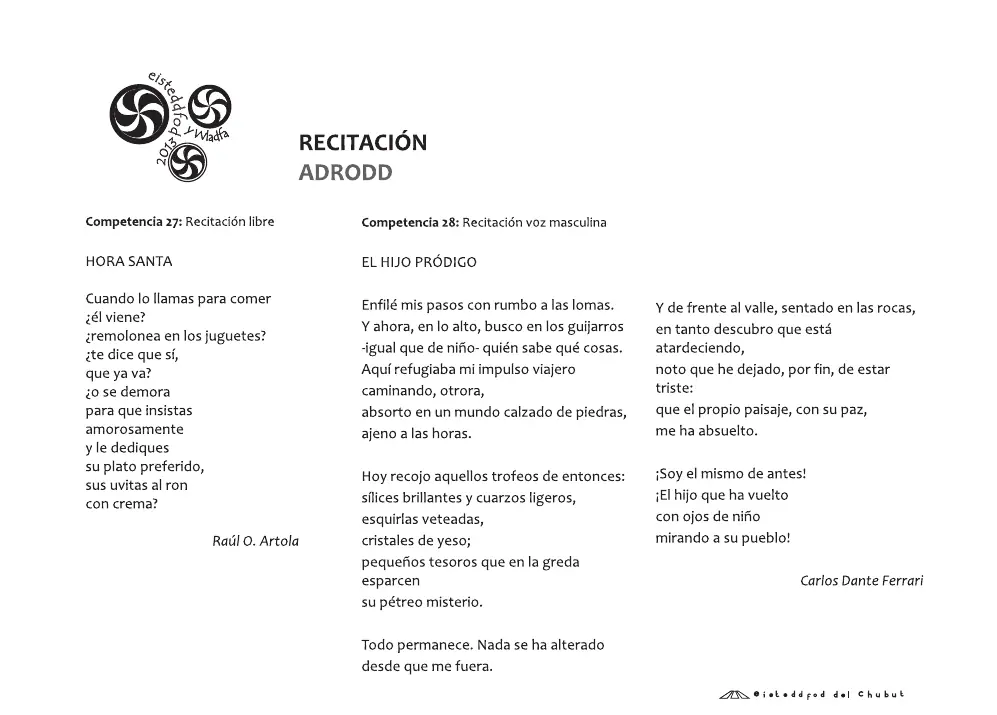 eisteddfod
y Wladfa
2013
RECITACIÓN
ADRODD
Competencia 27: Recitación libre
HORA SANTA
Cuando lo llamas para comer
¿él viene?
¿remolonea en los juguetes?
¿te dice que sí,
que ya va?
¿o se demora
para que insistas
amorosamente
y le dediques
su plato preferido,
sus uvitas al ron
con crema?
Raúl O. Artola
Competencia 28: Recitación voz masculina
EL HIJO PRÓDIGO
Enfilé mis pasos con rumbo a las lomas.
Y ahora, en lo alto, busco en los guijarros
-igual que de niño- quién sabe qué cosas.
Aquí refugiaba mi impulso viajero
caminando, otrora,
absorto en un mundo calzado de piedras,
ajeno a las horas.
Hoy recojo aquellos trofeos de entonces:
sílices brillantes y cuarzos ligeros,
esquirlas veteadas,
cristales de yeso;
pequeños tesoros que en la greda
esparcen
su pétreo misterio.
Todo permanece. Nada se ha alterado
desde que me fuera.
Y de frente al valle, sentado en las rocas,
en tanto descubro que está
atardeciendo,
noto que he dejado, por fin, de estar
triste:
que el propio paisaje, con su paz,
me ha absuelto.
¡Soy el mismo de antes!
¡El hijo que ha vuelto
con ojos de niño
mirando a su pueblo!
Carlos Dante Ferrari
eisteddfod del Chubut